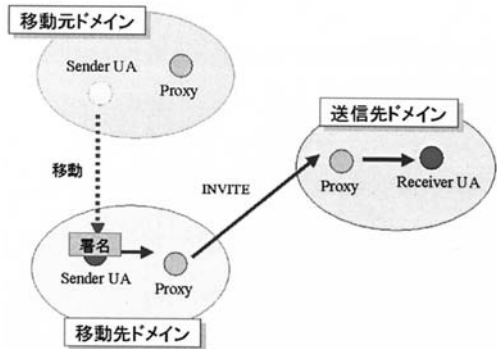 移動元ドメイン
Sender UA
Proxy
送信先ドメイン
Proxy
Receiver UA
移動
INVITE
署名
Sender UA
Proxy
移動先ドメイン